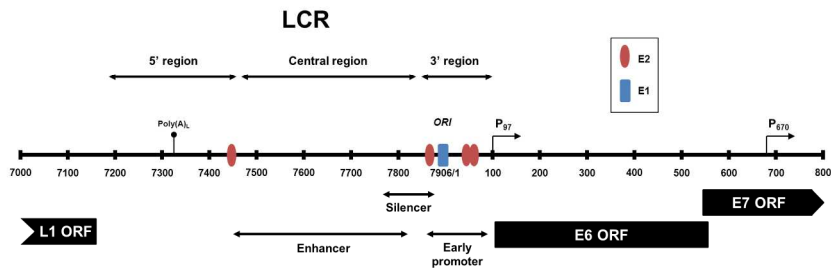 LCR
5' region
Central region
3' region
E2
E1
Poly(A)L
ORI
P97
P670
7000 7100 7200 7300 7400 7500 7600 7700 7800 7906/1 100 200 300 400 500 600 700 800
Silencer
E7 ORF
L1 ORF
Enhancer
Early
promoter
E6 ORF